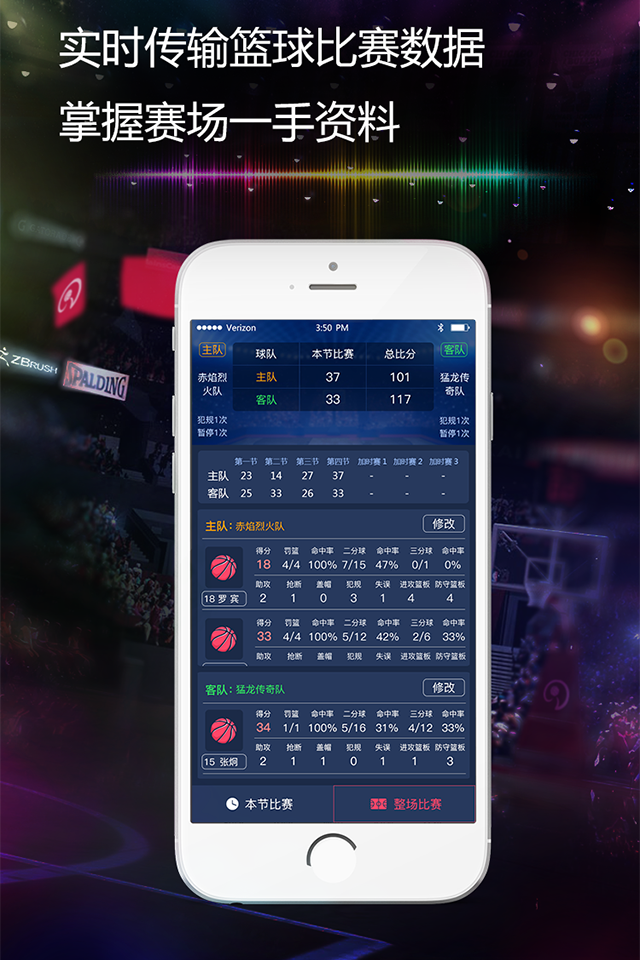 实时传输篮球比赛数据
掌握赛场一手资料
ZBRUSH
SPALDING
Verizon 3:50 PM
主队 球队 本节比赛 总比分 客队
赤焰烈火队 主队 37 101 猛龙传奇队
客队 33 117
犯规1次 犯规1次
暂停1次 暂停1次
第一节 第二节 第三节 第四节 加时赛1 加时赛2 加时赛3
主队 23 14 27 37 - - -
客队 25 33 26 33 - - -
主队: 赤焰烈火队 修改
得分 罚篮 命中率 二分球 命中率 三分球 命中率
18 4/4 100% 7/15 47% 0/1 0%
助攻 抢断 盖帽 犯规 失误 进攻篮板 防守篮板
18 罗 宾 2 1 0 3 1 4 4
得分 罚篮 命中率 二分球 命中率 三分球 命中率
33 4/4 100% 5/12 42% 2/6 33%
助攻 抢断 盖帽 犯规 失误 进攻篮板 防守篮板
客队: 猛龙传奇队 修改
得分 罚篮 命中率 二分球 命中率 三分球 命中率
34 1/1 100% 5/16 31% 4/12 33%
助攻 抢断 盖帽 犯规 失误 进攻篮板 防守篮板
15 张炯 2 1 1 0 1 1 3
本节比赛 整场比赛